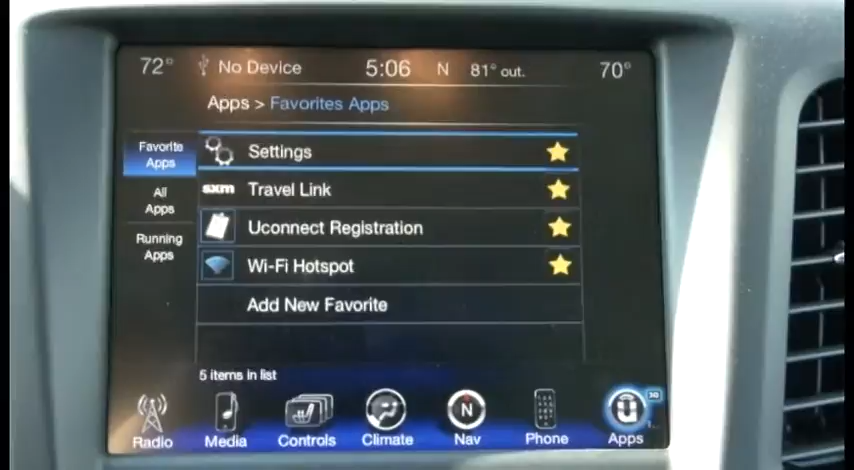 72° No Device 5:06 N 81° out. 70°
Apps > Favorites Apps
Favorite Apps
All Apps
Running Apps
Settings
sxm Travel Link
Uconnect Registration
Wi-Fi Hotspot
Add New Favorite
5 items in list
Radio Media Controls Climate N Nav Phone Apps